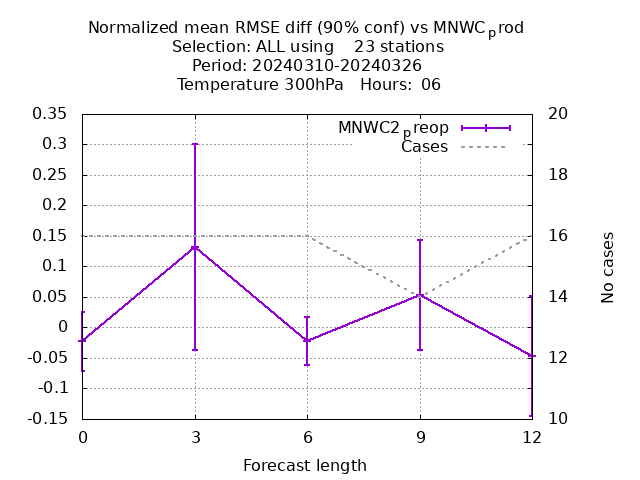 Normalized mean RMSE diff (90% conf) vs MNWCprod
Selection: ALL using 23 stations
Period: 20240310-20240326
Temperature 300hPa Hours: 06
0.35 20
MNWC2preop
Cases
0.3 18
0.25
0.2
0.15 16
0.1
0.05 14
0
-0.05 12
-0.1
-0.15 10
No cases
0 3 6 9 12
Forecast length